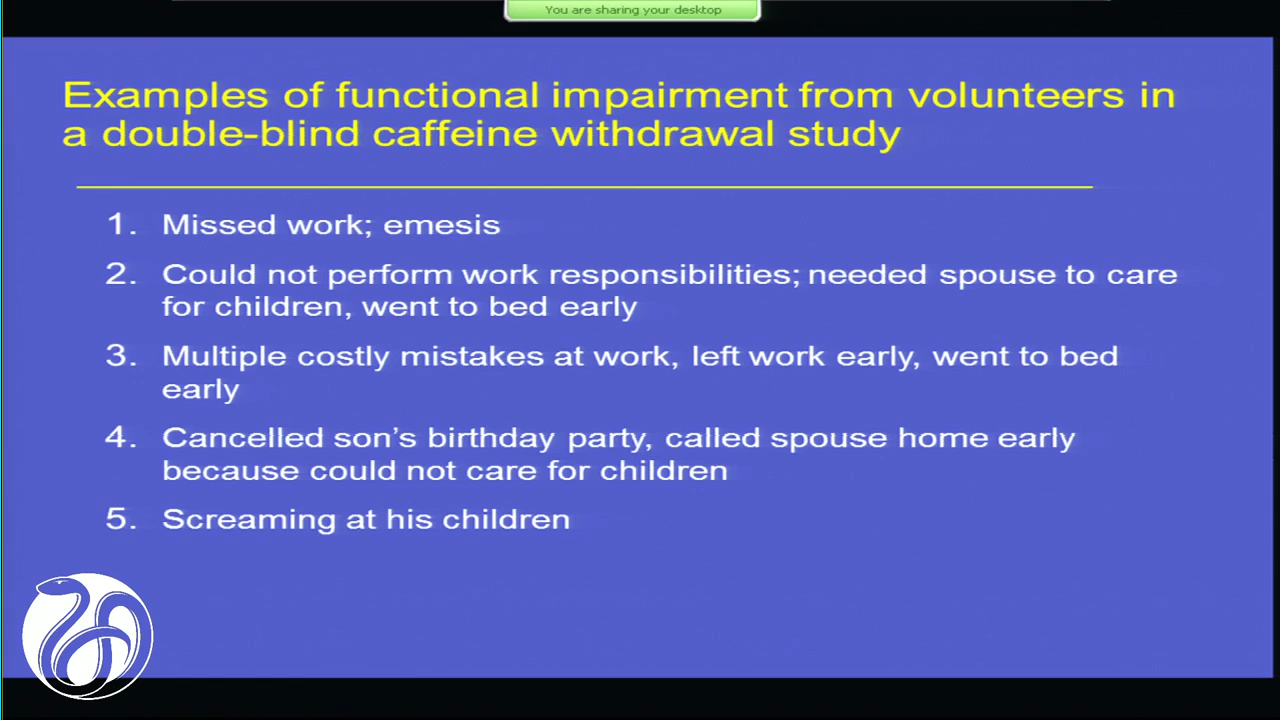 You are sharing your desktop
Examples of functional impairment from volunteers in
a double-blind caffeine withdrawal study
1. Missed work; emesis
2. Could not perform work responsibilities; needed spouse to care
for children, went to bed early
3. Multiple costly mistakes at work, left work early, went to bed
early
4. Cancelled son’s birthday party, called spouse home early
because could not care for children
5. Screaming at his children